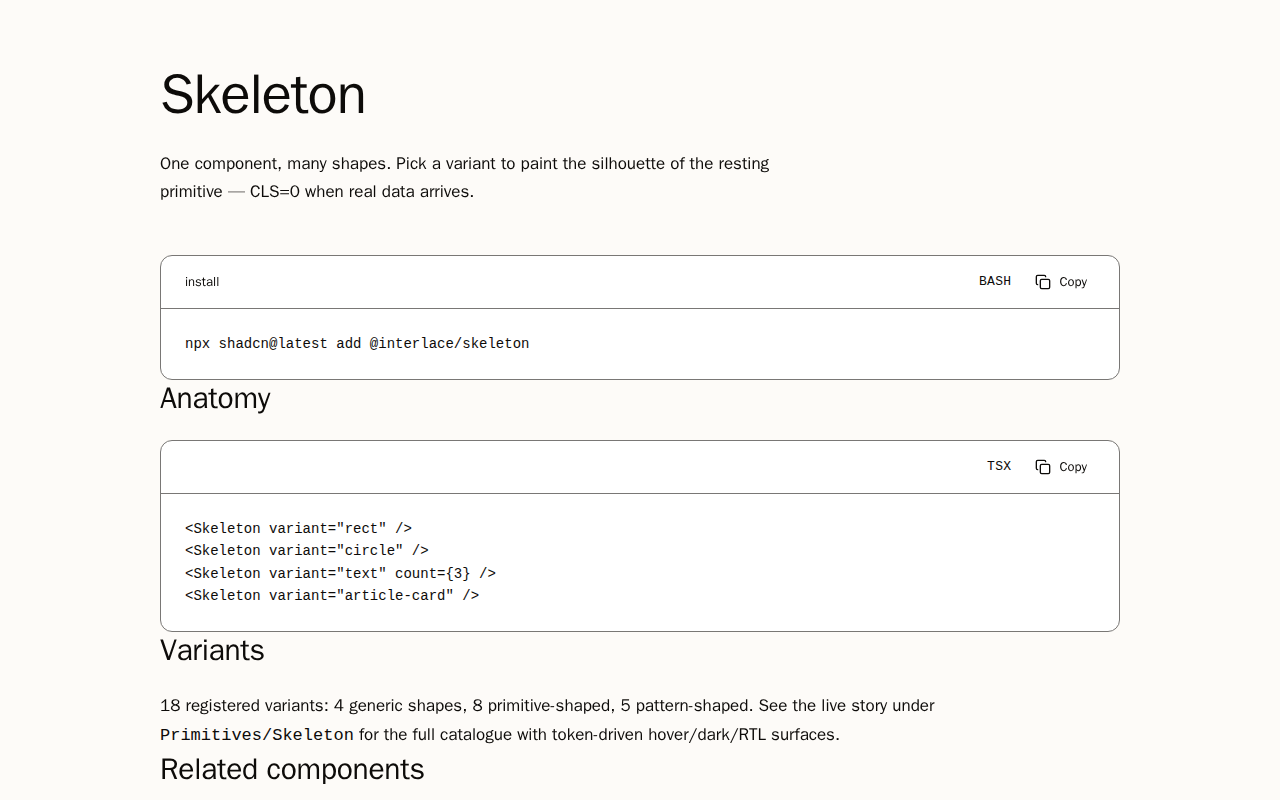 Skeleton
One component, many shapes. Pick a variant to paint the silhouette of the resting
primitive — CLS=0 when real data arrives.
install
BASH
Copy
npx shadcn@latest add @interlace/skeleton
Anatomy
TSX
Copy
<Skeleton variant="rect" />
<Skeleton variant="circle" />
<Skeleton variant="text" count={3} />
<Skeleton variant="article-card" />
Variants
18 registered variants: 4 generic shapes, 8 primitive-shaped, 5 pattern-shaped. See the live story under
Primitives/Skeleton for the full catalogue with token-driven hover/dark/RTL surfaces.
Related components